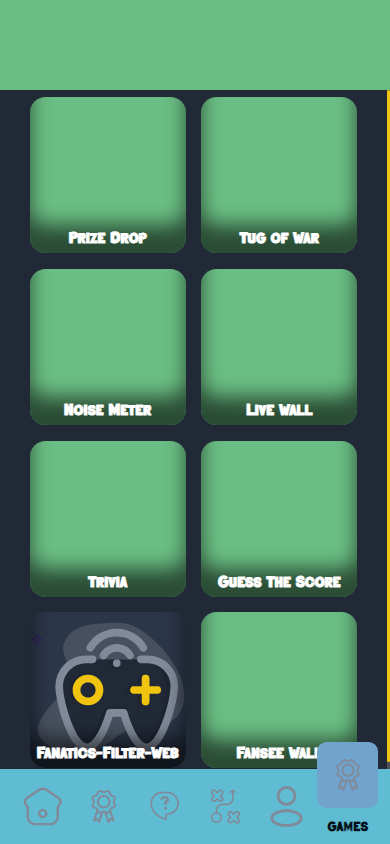 Prize Drop
Tug of War
Noise Meter
Live Wall
Trivia
Guess The Score
Fanatics-Filter-Web
Fansee Wall
Games